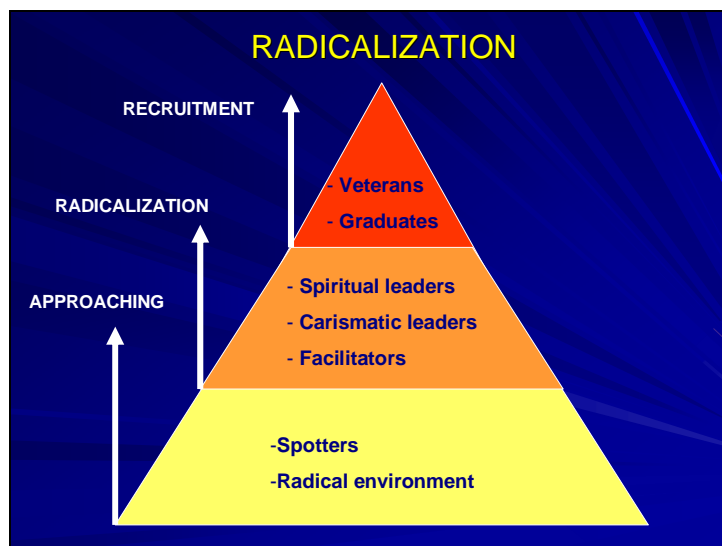 RADICALIZATION
RECRUITMENT
- Veterans
- Graduates
RADICALIZATION
- Spiritual leaders
- Carismatic leaders
- Facilitators
APPROACHING
-Spotters
-Radical environment